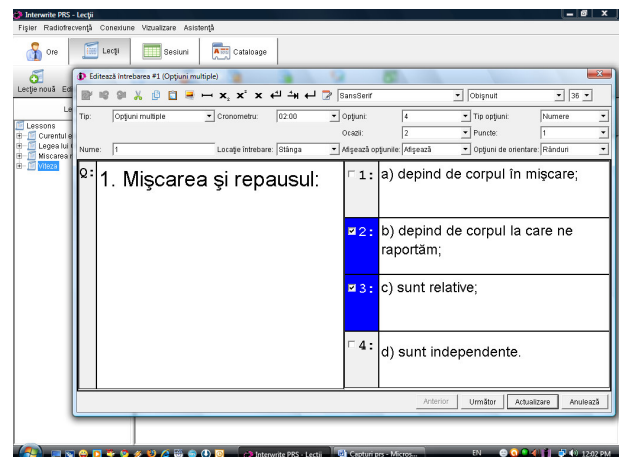 Interwrite PRS - Lecţii
Fişier Radiofrecvenţă Conexiune Vizualizare Asistenţă
Ore Lecţii Sesiuni Cataloage
Lecţie nouă
Editează Intrebarea #1 (Opţiuni multiple)
SansSerif Obişnuit 36
Tip: Opţiuni multiple Cronometru: 02:00 Opţiuni: 4 Tip opţiuni: Numere
Ocazii: 2 Puncte: 1
Nume: 1 Locaţie întrebare: Stânga Afişează opţiunile: Afişează Opţiuni de orientare: Rânduri
Lessons
Curentul e
Legea lui
Miscarea r
Viteza
Q: 1. Mişcarea şi repausul:
1: a) depind de corpul în mişcare;
2: b) depind de corpul la care ne
raportăm;
3: c) sunt relative;
4: d) sunt independente.
Anterior Următor Actualizare Anulează
Interwrite PRS - Lecţii Capturi prs - Micros... EN 12:02 PM